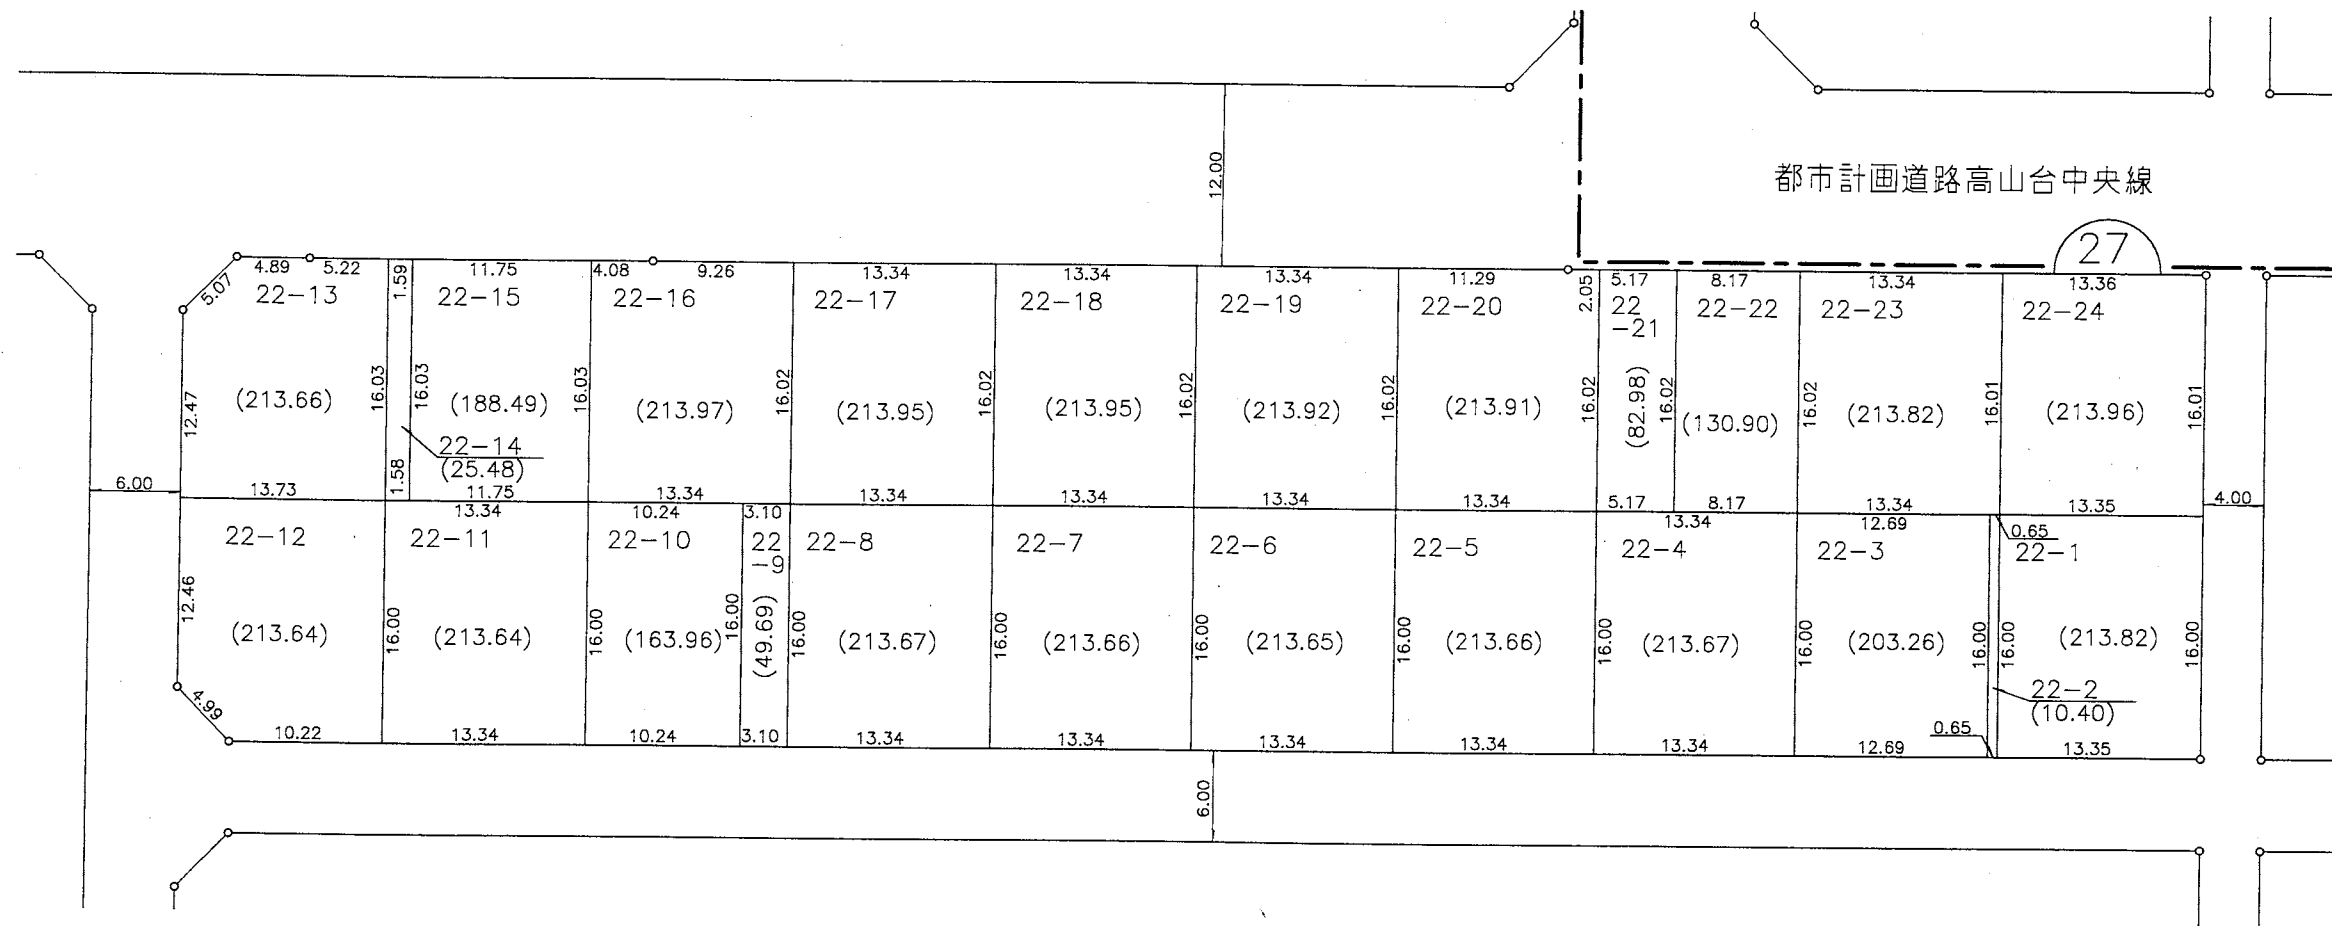 12.00
都市計画道路高山台中央線
27
4.89 5.22 1.59 11.75 4.08 9.26 13.34 13.34 13.34 11.29 2.05 5.17 8.17 13.34 13.36
5.07
22-13 22-15 22-16 22-17 22-18 22-19 22-20 22 22-22 22-23 22-24
-21
12.47 16.03 16.03 16.03 16.02 16.02 16.02 16.02 16.02 16.02 16.02 16.01 16.01
(213.66) (188.49) (213.97) (213.95) (213.95) (213.92) (213.91) (82.98) (130.90) (213.82) (213.96)
22-14
(25.48)
6.00 13.73 1.58 11.75 13.34 13.34 13.34 13.34 13.34 5.17 8.17 13.34 13.35 4.00
13.34 10.24 3.10 13.34 12.69 0.65
22-12 22-11 22-10 22 22-8 22-7 22-6 22-5 22-4 22-3 22-1
-9
12.46 16.00 16.00 16.00 16.00 16.00 16.00 16.00 16.00 16.00 16.00 16.00 16.00
(213.64) (213.64) (163.96) (49.69) (213.67) (213.66) (213.65) (213.66) (213.67) (203.26) (213.82)
22-2
(10.40)
4.99
10.22 13.34 10.24 3.10 13.34 13.34 13.34 13.34 13.34 12.69 0.65 13.35
6.00